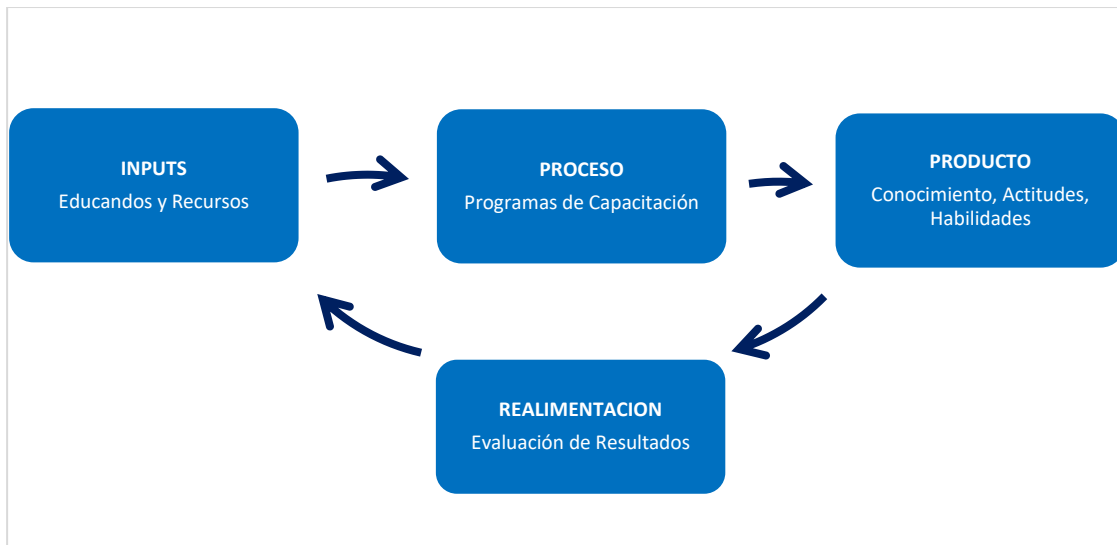 INPUTS
Educandos y Recursos
PROCESO
Programas de Capacitación
PRODUCTO
Conocimiento, Actitudes,
Habilidades
REALIMENTACION
Evaluación de Resultados